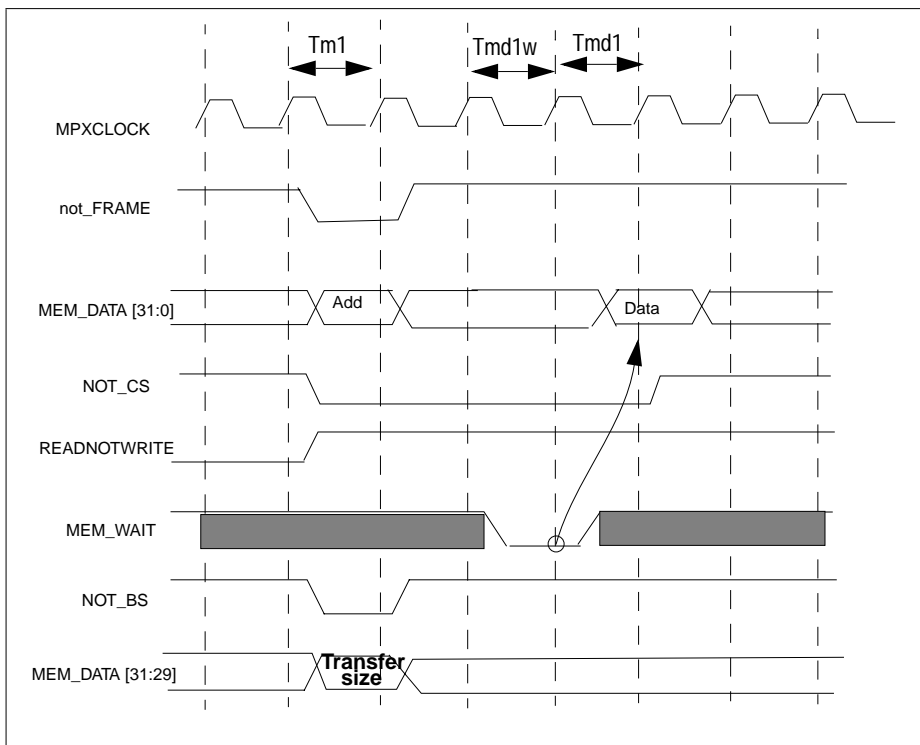 Tm1
Tmd1w
Tmd1
MPXCLOCK
not_FRAME
MEM_DATA [31:0]
Add
Data
NOT_CS
READNOTWRITE
MEM_WAIT
NOT_BS
MEM_DATA [31:29]
Transfer
size